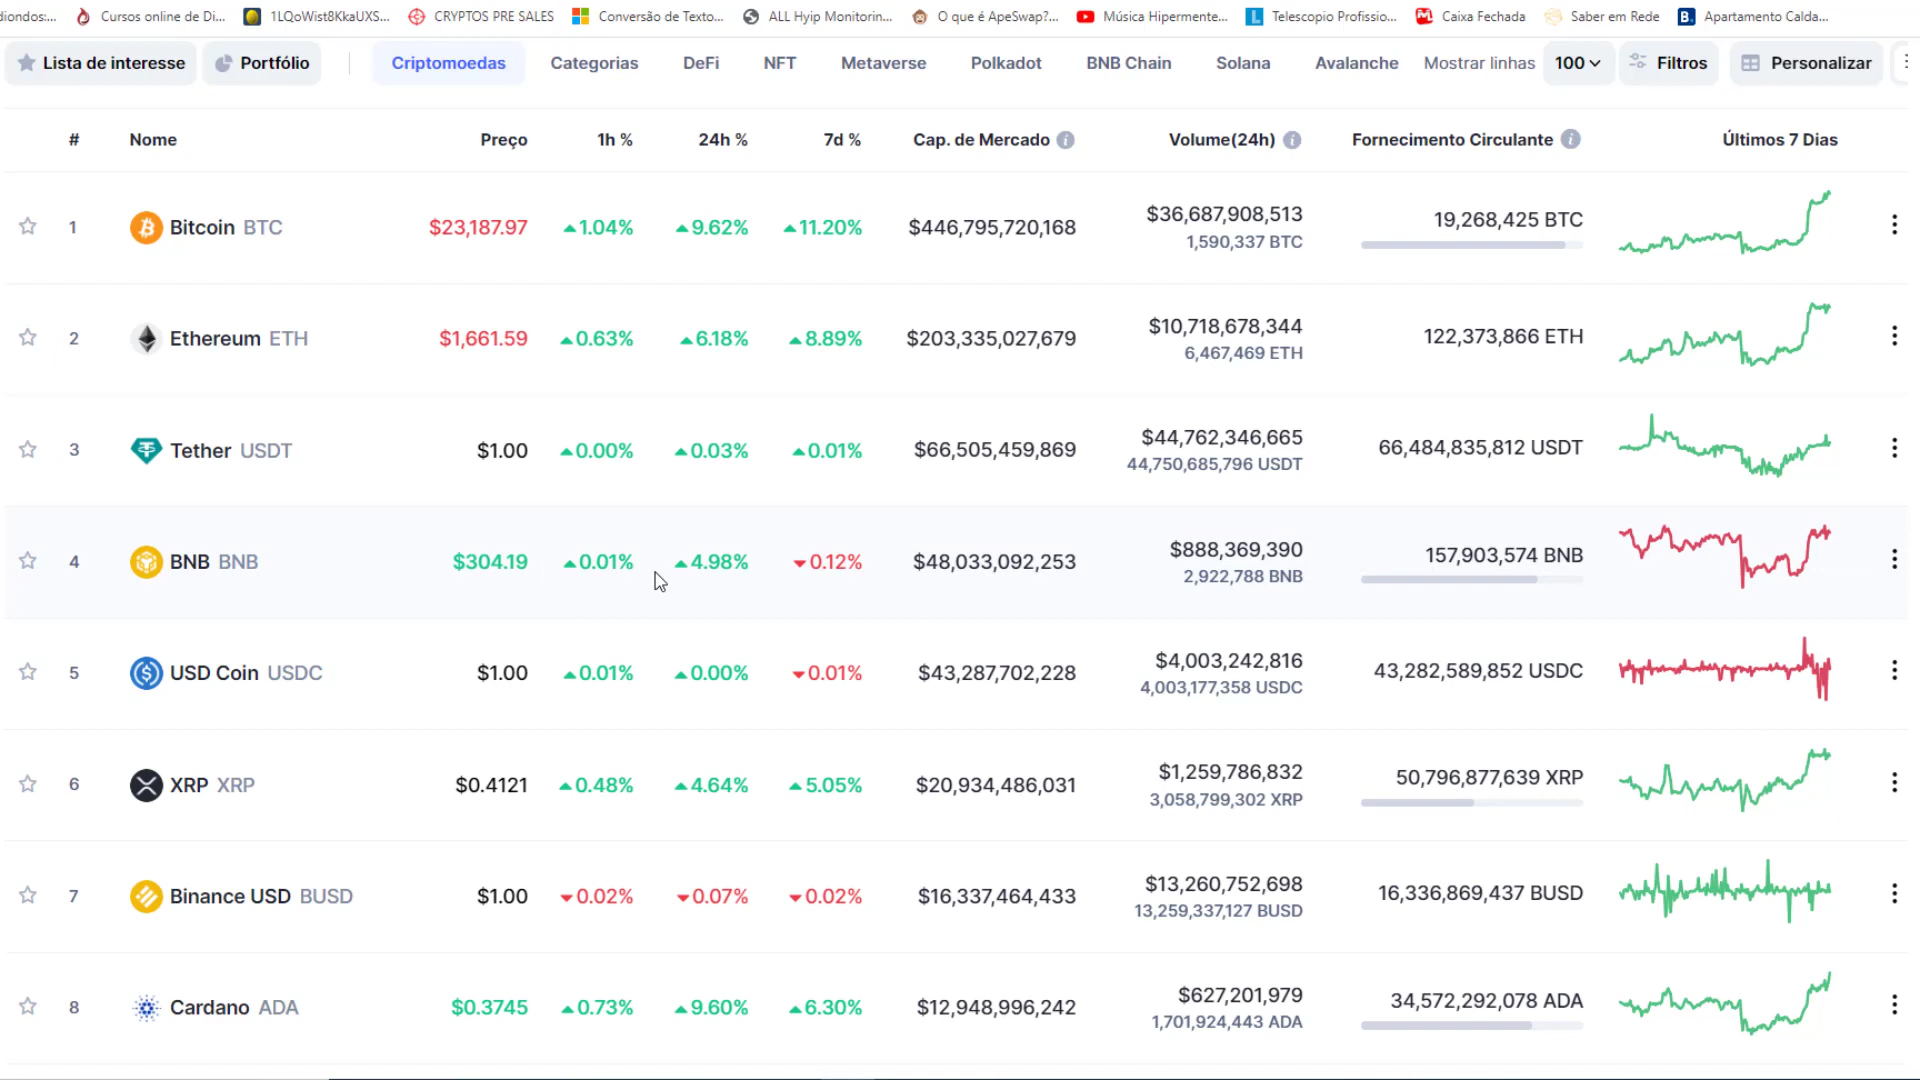 diondos:...
Cursos online de Di...
1LQoWist8KkaUXS...
CRYPTOS PRE SALES
Conversão de Texto...
ALL Hyip Monitorin...
O que é ApeSwap?...
Música Hipermente...
Telescopio Profissio...
Caixa Fechada
Saber em Rede
Apartamento Calda...
Lista de interesse
Portfólio
Criptomoedas
Categorias
DeFi
NFT
Metaverse
Polkadot
BNB Chain
Solana
Avalanche
Mostrar linhas
100
Filtros
Personalizar
# Nome Preço 1h % 24h % 7d % Cap. de Mercado Volume(24h) Fornecimento Circulante Últimos 7 Dias
1 Bitcoin BTC $23,187.97 1.04% 9.62% 11.20% $446,795,720,168 $36,687,908,513 19,268,425 BTC
1,590,337 BTC
2 Ethereum ETH $1,661.59 0.63% 6.18% 8.89% $203,335,027,679 $10,718,678,344 122,373,866 ETH
6,467,469 ETH
3 Tether USDT $1.00 0.00% 0.03% 0.01% $66,505,459,869 $44,762,346,665 66,484,835,812 USDT
44,750,685,796 USDT
4 BNB BNB $304.19 0.01% 4.98% 0.12% $48,033,092,253 $888,369,390 157,903,574 BNB
2,922,788 BNB
5 USD Coin USDC $1.00 0.01% 0.00% 0.01% $43,287,702,228 $4,003,242,816 43,282,589,852 USDC
4,003,177,358 USDC
6 XRP XRP $0.4121 0.48% 4.64% 5.05% $20,934,486,031 $1,259,786,832 50,796,877,639 XRP
3,058,799,302 XRP
7 Binance USD BUSD $1.00 0.02% 0.07% 0.02% $16,337,464,433 $13,260,752,698 16,336,869,437 BUSD
13,259,337,127 BUSD
8 Cardano ADA $0.3745 0.73% 9.60% 6.30% $12,948,996,242 $627,201,979 34,572,292,078 ADA
1,701,924,443 ADA